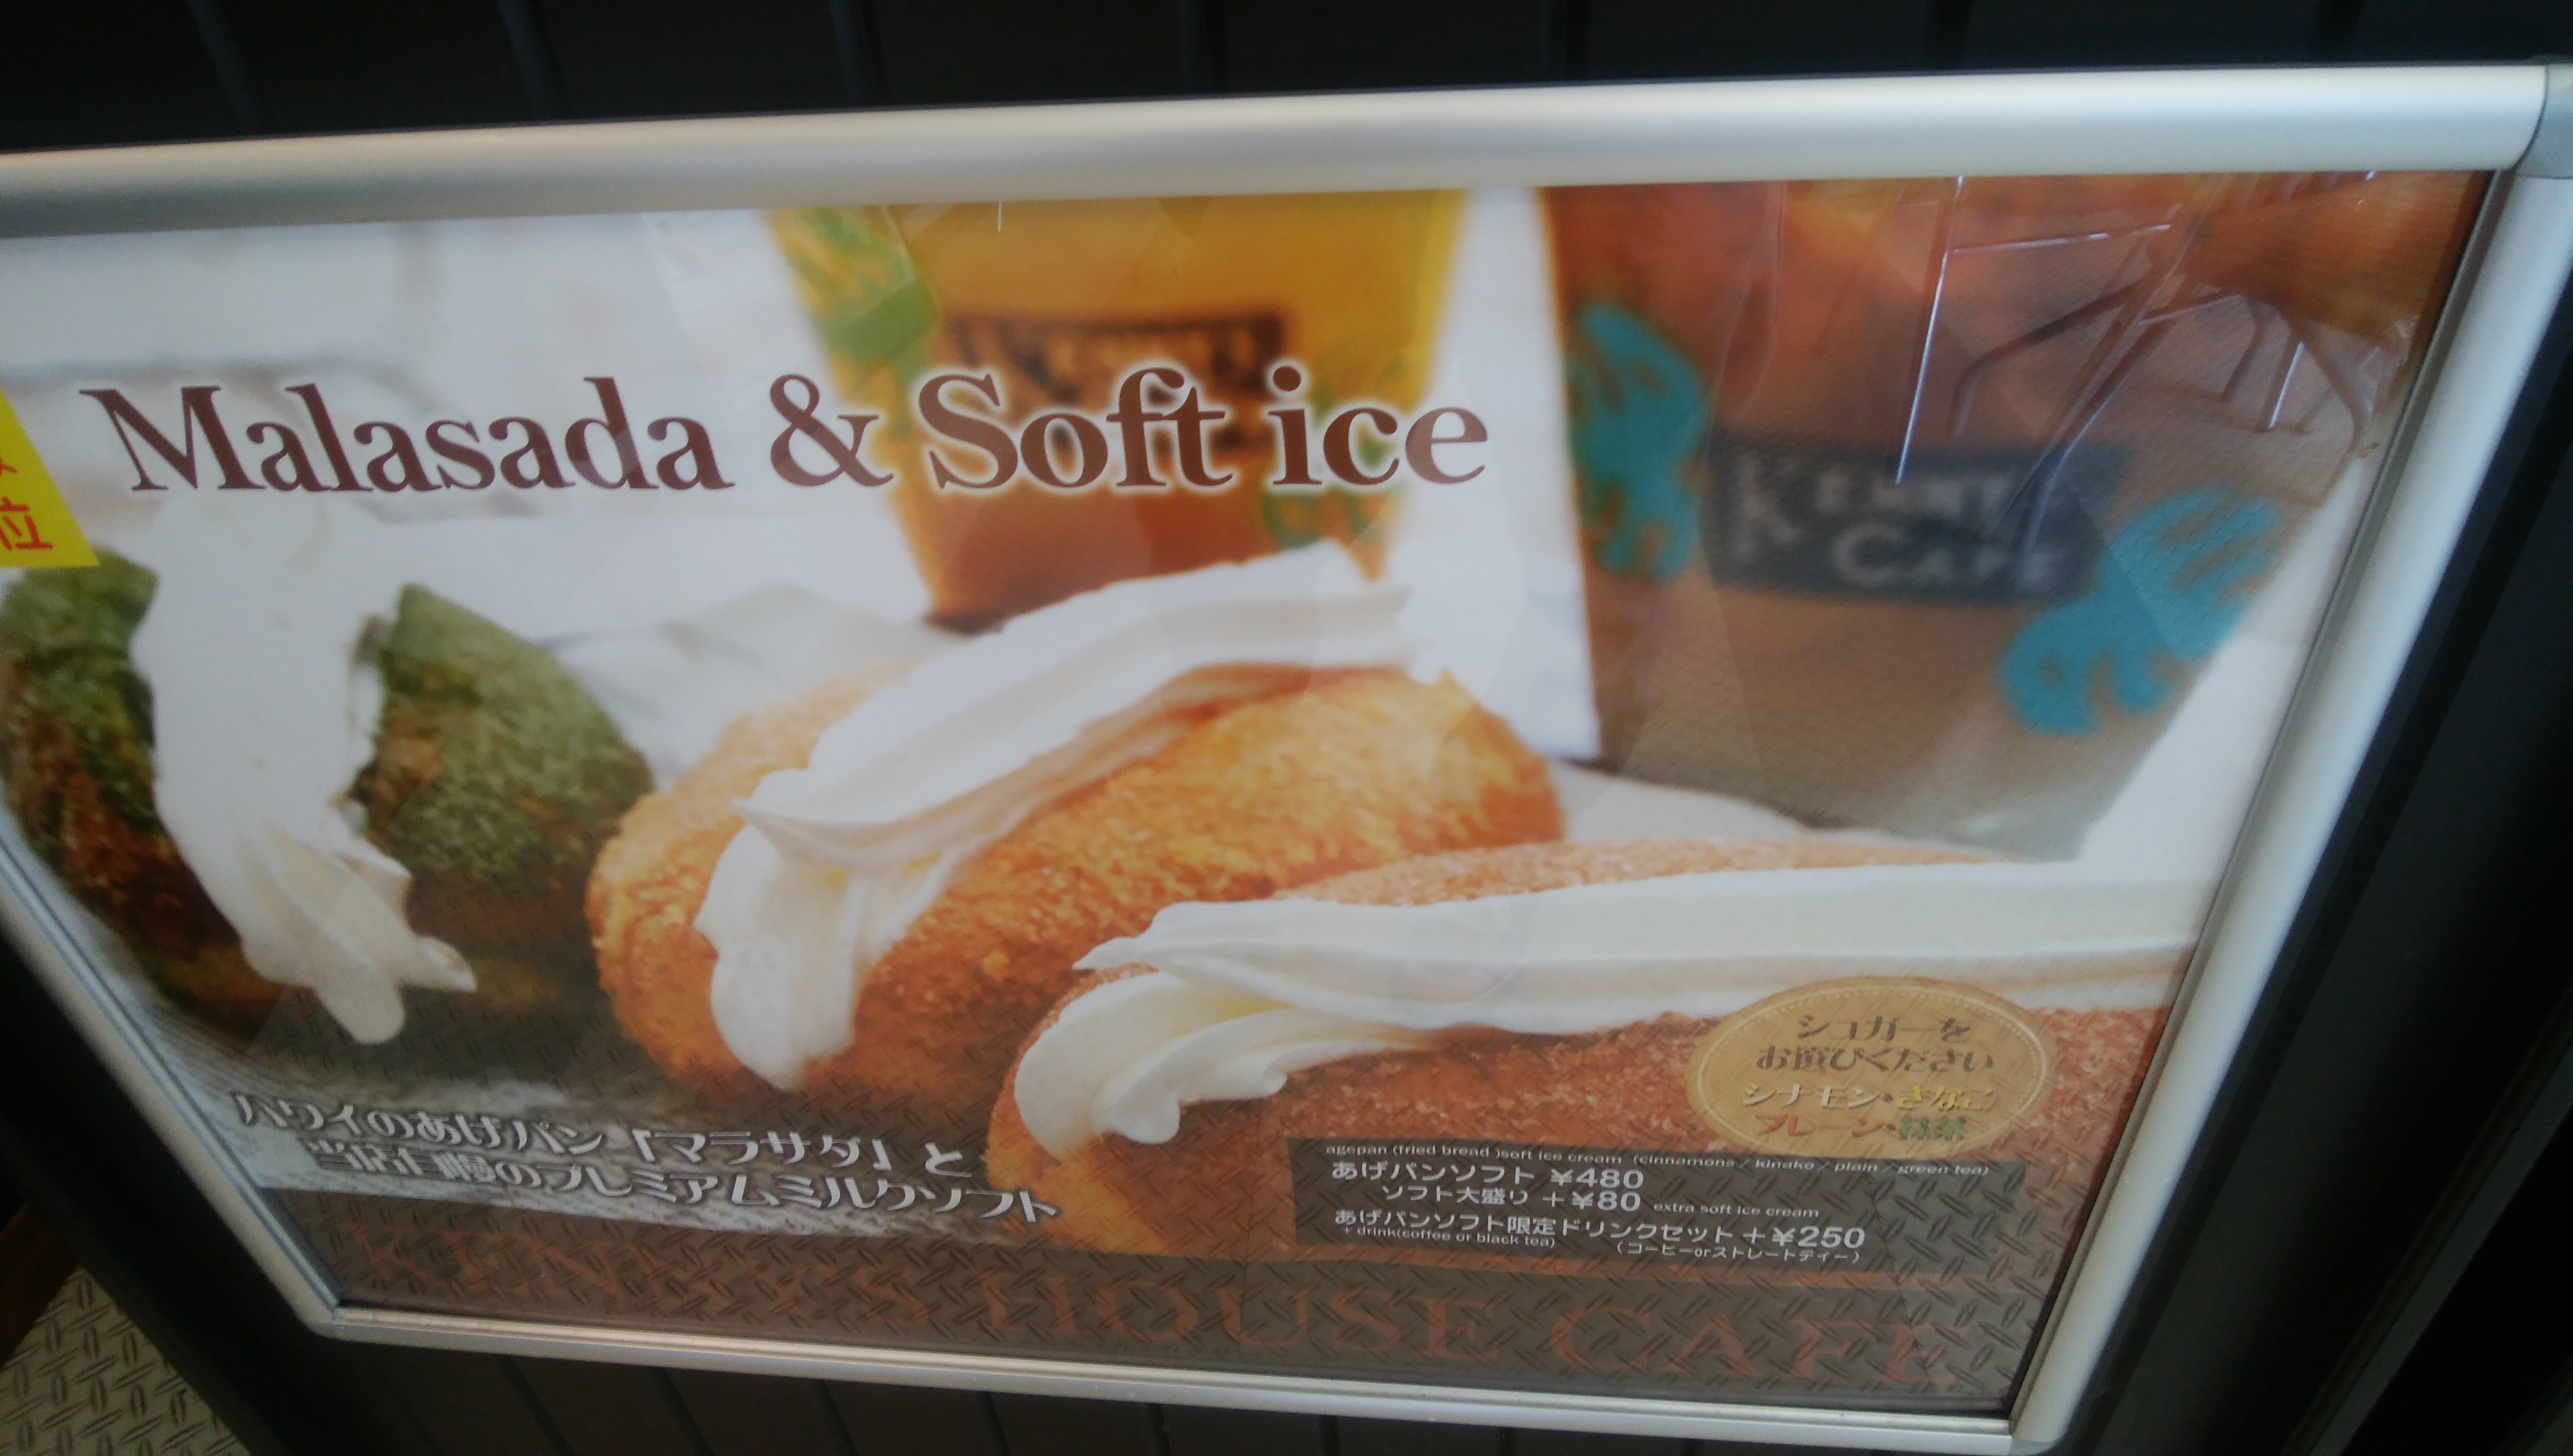 位
Malasada & Soft ice
KENNY'S
CAFE
シュガーを
お選びください
シナモン・きなこ
プレーン・抹茶
ハワイのあげパン「マラサダ」と
当店自慢のプレミアムミルクソフト
agepan (fried bread )soft ice cream (cinnamons / kinako / plain / green tea)
あげパンソフト ¥480
ソフト大盛り +¥80 extra soft ice cream
あげパンソフト限定ドリンクセット +¥250
+ drink(coffee or black tea) (コーヒーorストレートティー)
KENNY'S HOUSE CAFE